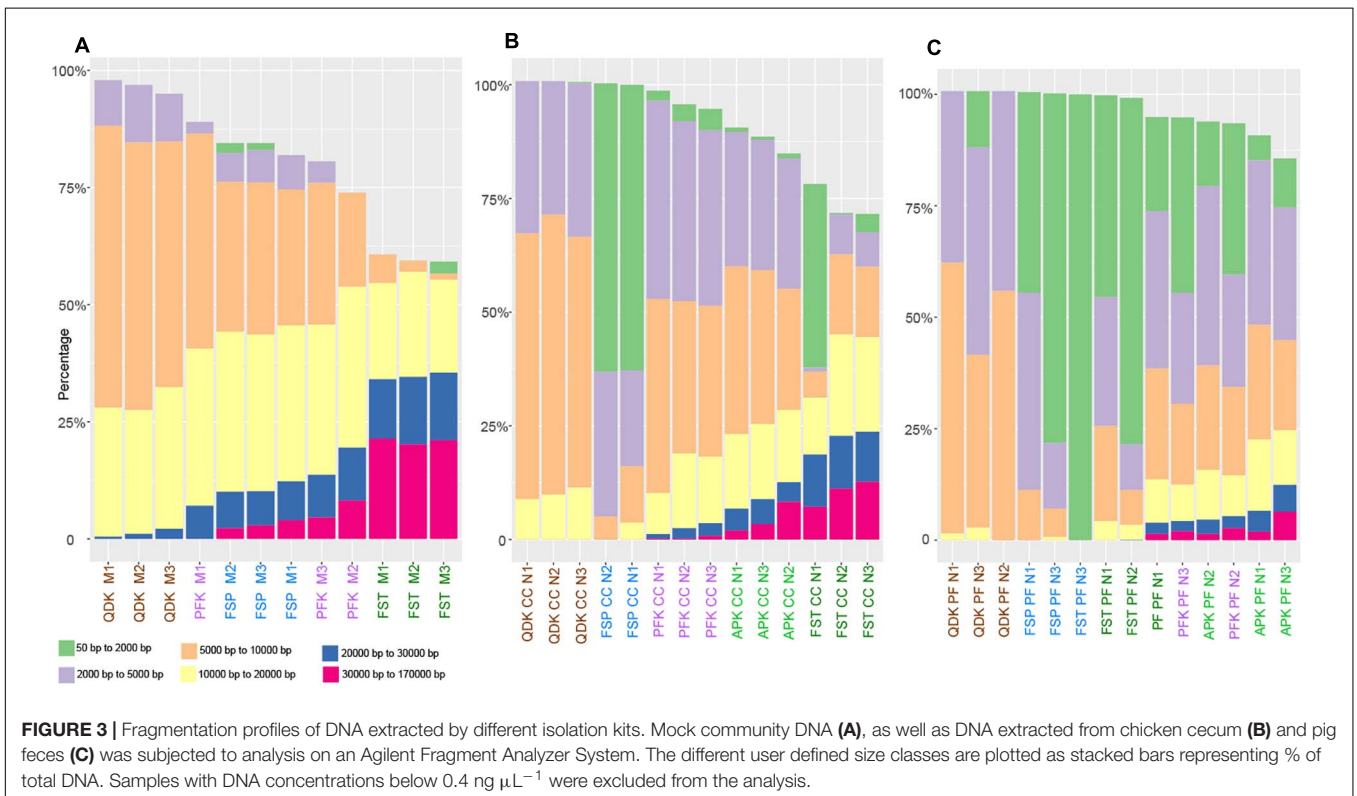 A
B
C
100%
75%
50%
25%
0
Percentage
100%
75%
50%
25%
0
100%
75%
50%
25%
0
QDK M1-
QDK M2-
QDK M3-
PFK M1-
FSP M2-
FSP M3-
FSP M1-
PFK M3-
PFK M2-
FST M1-
FST M2-
FST M3-
QDK CC N1-
QDK CC N2-
QDK CC N3-
FSP CC N2-
FSP CC N1-
PFK CC N1-
PFK CC N2-
PFK CC N3-
APK CC N1-
APK CC N3-
APK CC N2-
FST CC N1-
FST CC N2-
FST CC N3-
QDK PF N1-
QDK PF N3-
QDK PF N2-
FSP PF N1-
FSP PF N3-
FST PF N3-
FST PF N1-
FST PF N2-
PF PF N1 -
PFK PF N3-
APK PF N2-
PFK PF N2-
APK PF N1-
APK PF N3-
50 bp to 2000 bp
5000 bp to 10000 bp
20000 bp to 30000 bp
2000 bp to 5000 bp
10000 bp to 20000 bp
30000 bp to 170000 bp
FIGURE 3 | Fragmentation profiles of DNA extracted by different isolation kits. Mock community DNA (A), as well as DNA extracted from chicken cecum (B) and pig
feces (C) was subjected to analysis on an Agilent Fragment Analyzer System. The different user defined size classes are plotted as stacked bars representing % of
total DNA. Samples with DNA concentrations below 0.4 ng μL⁻¹ were excluded from the analysis.